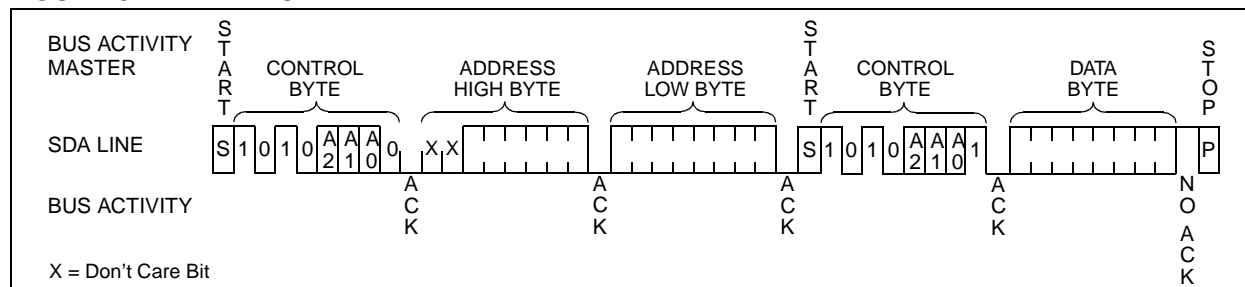 BUS ACTIVITY
MASTER
START
CONTROL
BYTE
ADDRESS
HIGH BYTE
ADDRESS
LOW BYTE
START
CONTROL
BYTE
DATA
BYTE
STOP
SDA LINE
S 1 0 1 0 A2 A1 A0 0 X X S 1 0 1 0 A2 A1 A0 1 P
BUS ACTIVITY
ACK
ACK
ACK
ACK
NO ACK
X = Don't Care Bit